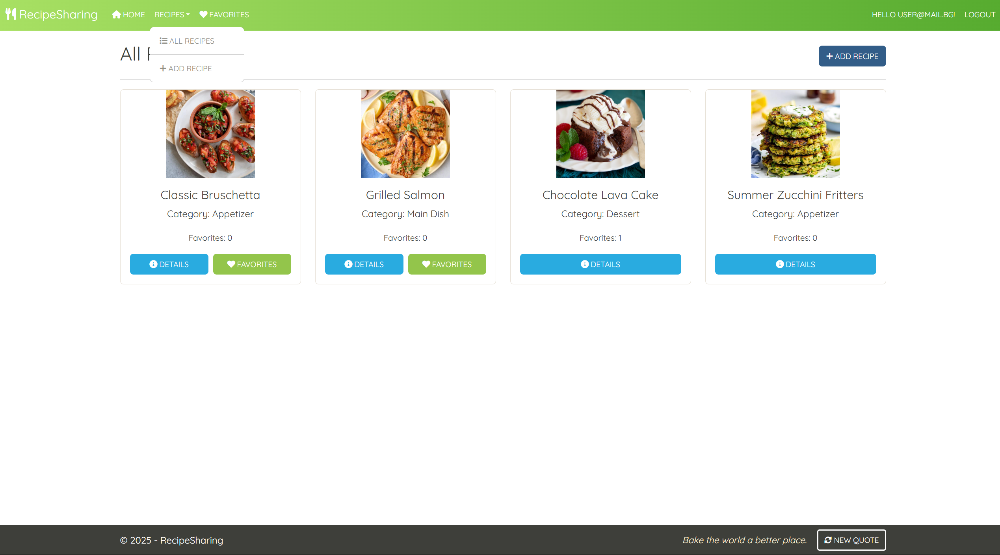 RecipeSharing HOME RECIPES FAVORITES HELLO USER@MAIL.BG! LOGOUT
ALL RECIPES
All
ADD RECIPE
ADD RECIPE
Classic Bruschetta
Category: Appetizer
Favorites: 0
DETAILS FAVORITES
Grilled Salmon
Category: Main Dish
Favorites: 0
DETAILS FAVORITES
Chocolate Lava Cake
Category: Dessert
Favorites: 1
DETAILS
Summer Zucchini Fritters
Category: Appetizer
Favorites: 0
DETAILS
© 2025 - RecipeSharing
Bake the world a better place.
NEW QUOTE